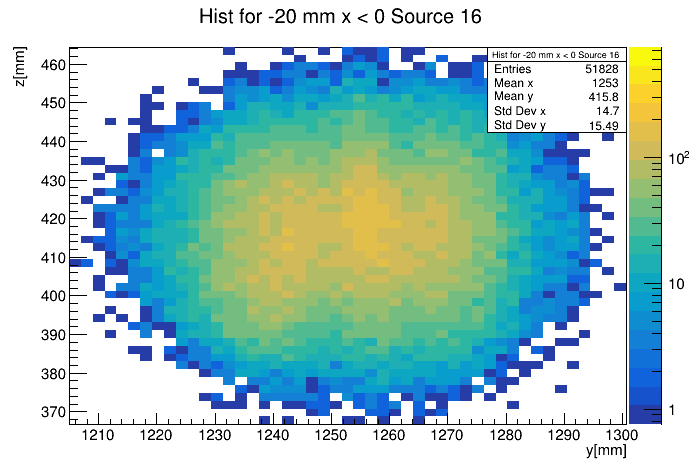 Hist for -20 mm x < 0 Source 16
z[mm]
Hist for -20 mm x < 0 Source 16
Entries 51828
Mean x 1253
Mean y 415.8
Std Dev x 14.7
Std Dev y 15.49
460
450
440
430
420
410
400
390
380
370
10²
10
1
1210 1220 1230 1240 1250 1260 1270 1280 1290 1300
y[mm]